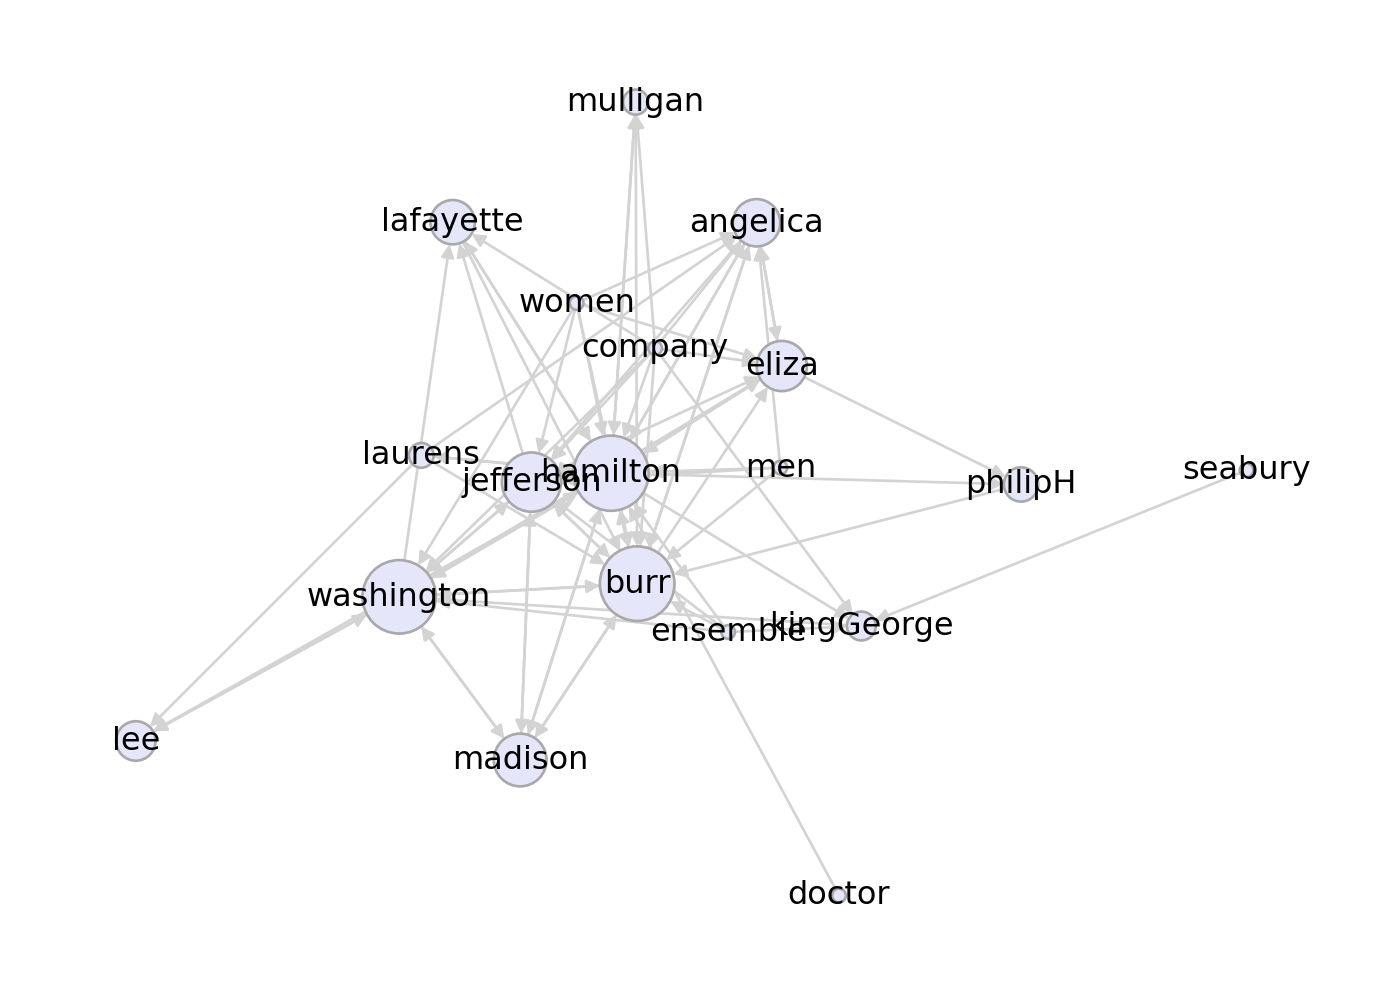 mulligan
lafayette
angelica
women
company
eliza
laurens
men
seabury
hamilton
jefferson
philipH
burr
washington
kingGeorge
ensemble
lee
madison
doctor